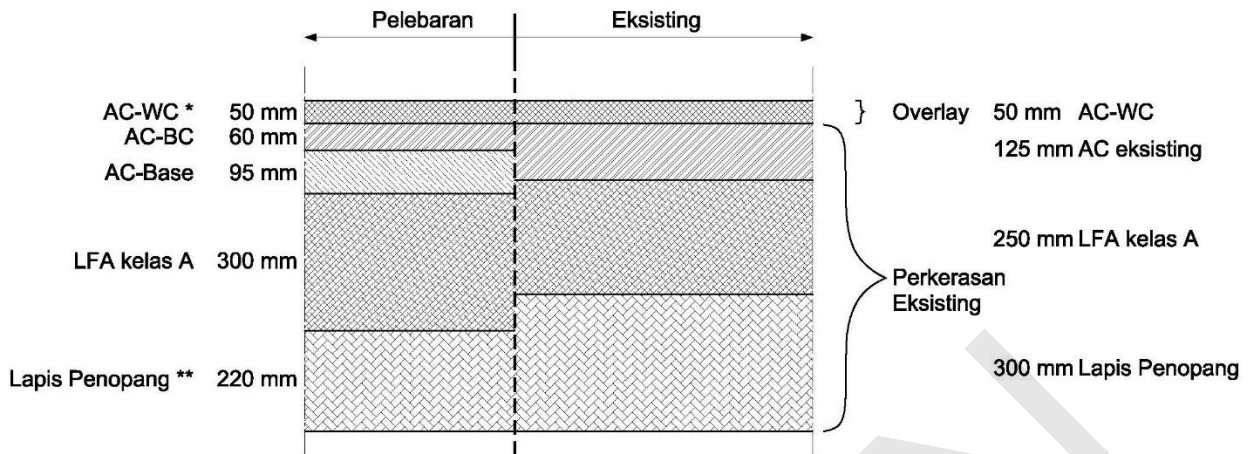 Pelebaran Eksisting
AC-WC * 50 mm
AC-BC 60 mm
AC-Base 95 mm
LFA kelas A 300 mm
Lapis Penopang ** 220 mm
} Overlay 50 mm AC-WC
125 mm AC eksisting
250 mm LFA kelas A
Perkerasan
Eksisting
300 mm Lapis Penopang